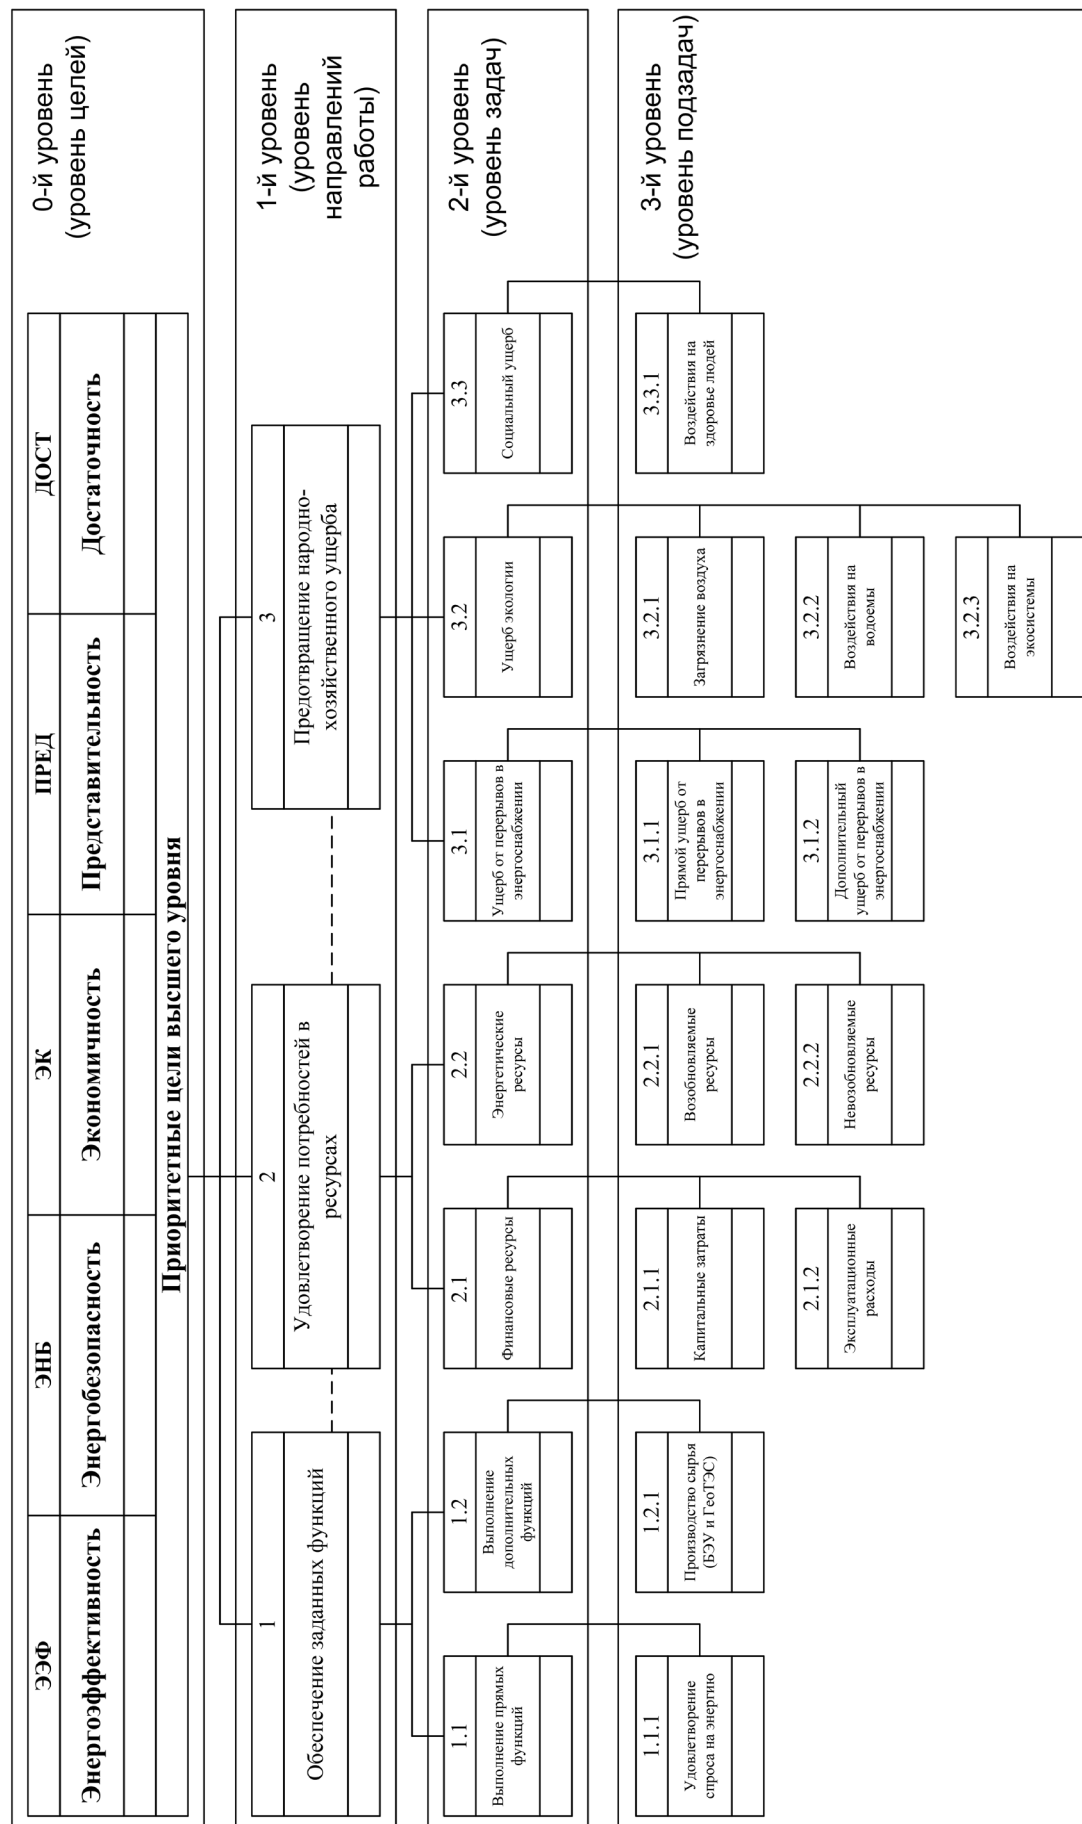 ЭЭФ
ЭНБ
ЭК
ПРЕД
ДОСТ
Энергоэффективность
Энергобезопасность
Экономичность
Представительность
Достаточность
Приоритетные цели высшего уровня
0-й уровень
(уровень целей)
1
Обеспечение заданных функций
2
Удовлетворение потребностей в
ресурсах
3
Предотвращение народно-
хозяйственного ущерба
1-й уровень
(уровень
направлений
работы)
1.1
Выполнение прямых
функций
1.2
Выполнение
дополнительных
функций
2.1
Финансовые ресурсы
2.2
Энергетические
ресурсы
3.1
Ущерб от перерывов в
энергоснабжении
3.2
Ущерб экологии
3.3
Социальный ущерб
2-й уровень
(уровень задач)
1.1.1
Удовлетворение
спроса на энергию
1.2.1
Производство сырья
(БЭУ и ГеоТЭС)
2.1.1
Капитальные затраты
2.2.1
Возобновляемые
ресурсы
3.1.1
Прямой ущерб от
перерывов в
энергоснабжении
3.2.1
Загрязнение воздуха
3.3.1
Воздействия на
здоровье людей
3-й уровень
(уровень подзадач)
2.1.2
Эксплуатационные
расходы
2.2.2
Невозобновляемые
ресурсы
3.1.2
Дополнительный
ущерб от перерывов в
энергоснабжении
3.2.2
Воздействия на
водоемы
3.2.3
Воздействия на
экосистемы